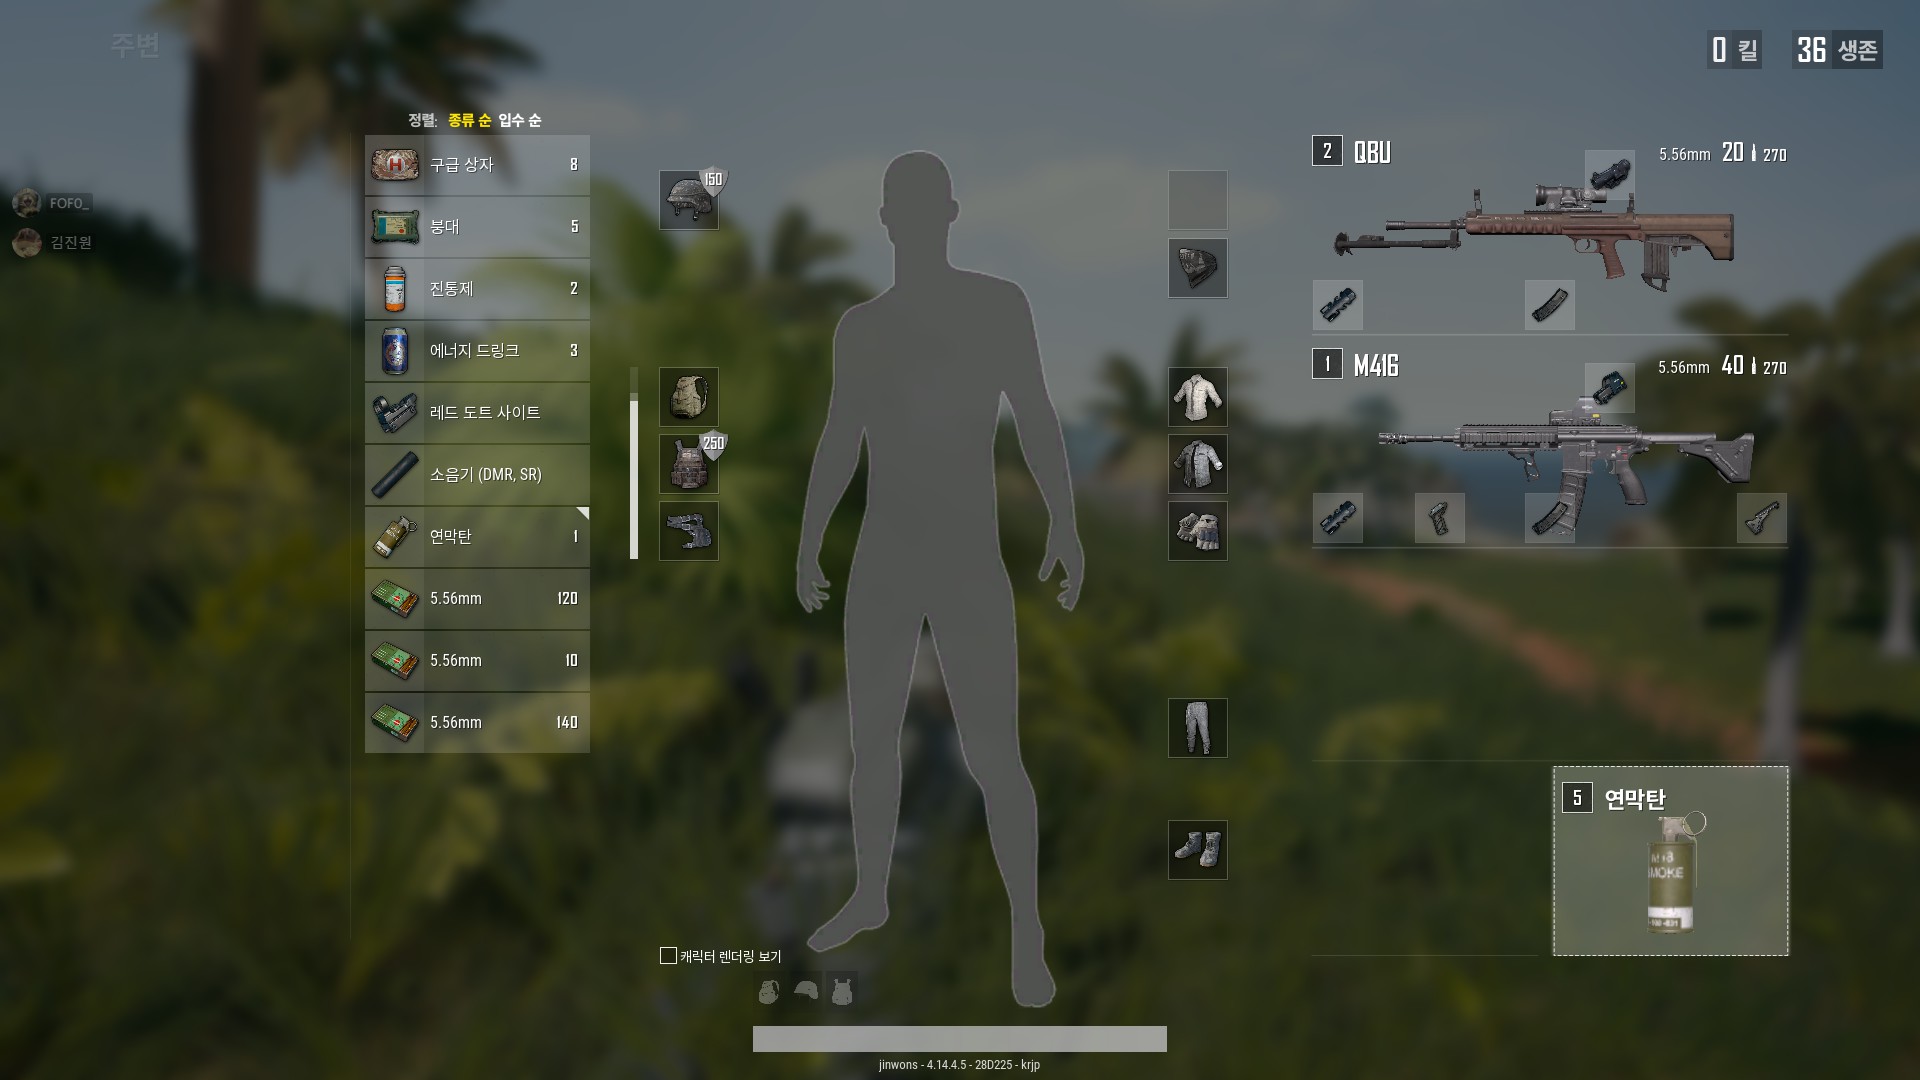 주변
0 킬 36 생존
정렬: 종류 순 입수 순
구급 상자 8
붕대 5
진통제 2
에너지 드링크 3
레드 도트 사이트
소음기 (DMR, SR)
연막탄 1
5.56mm 120
5.56mm 10
5.56mm 140
FOFO_
김진원
150
250
2 QBU 5.56mm 20 270
1 M416 5.56mm 40 270
5 연막탄
SMOKE
캐릭터 렌더링 보기
jinwons - 4.14.4.5 - 28D225 - krjp